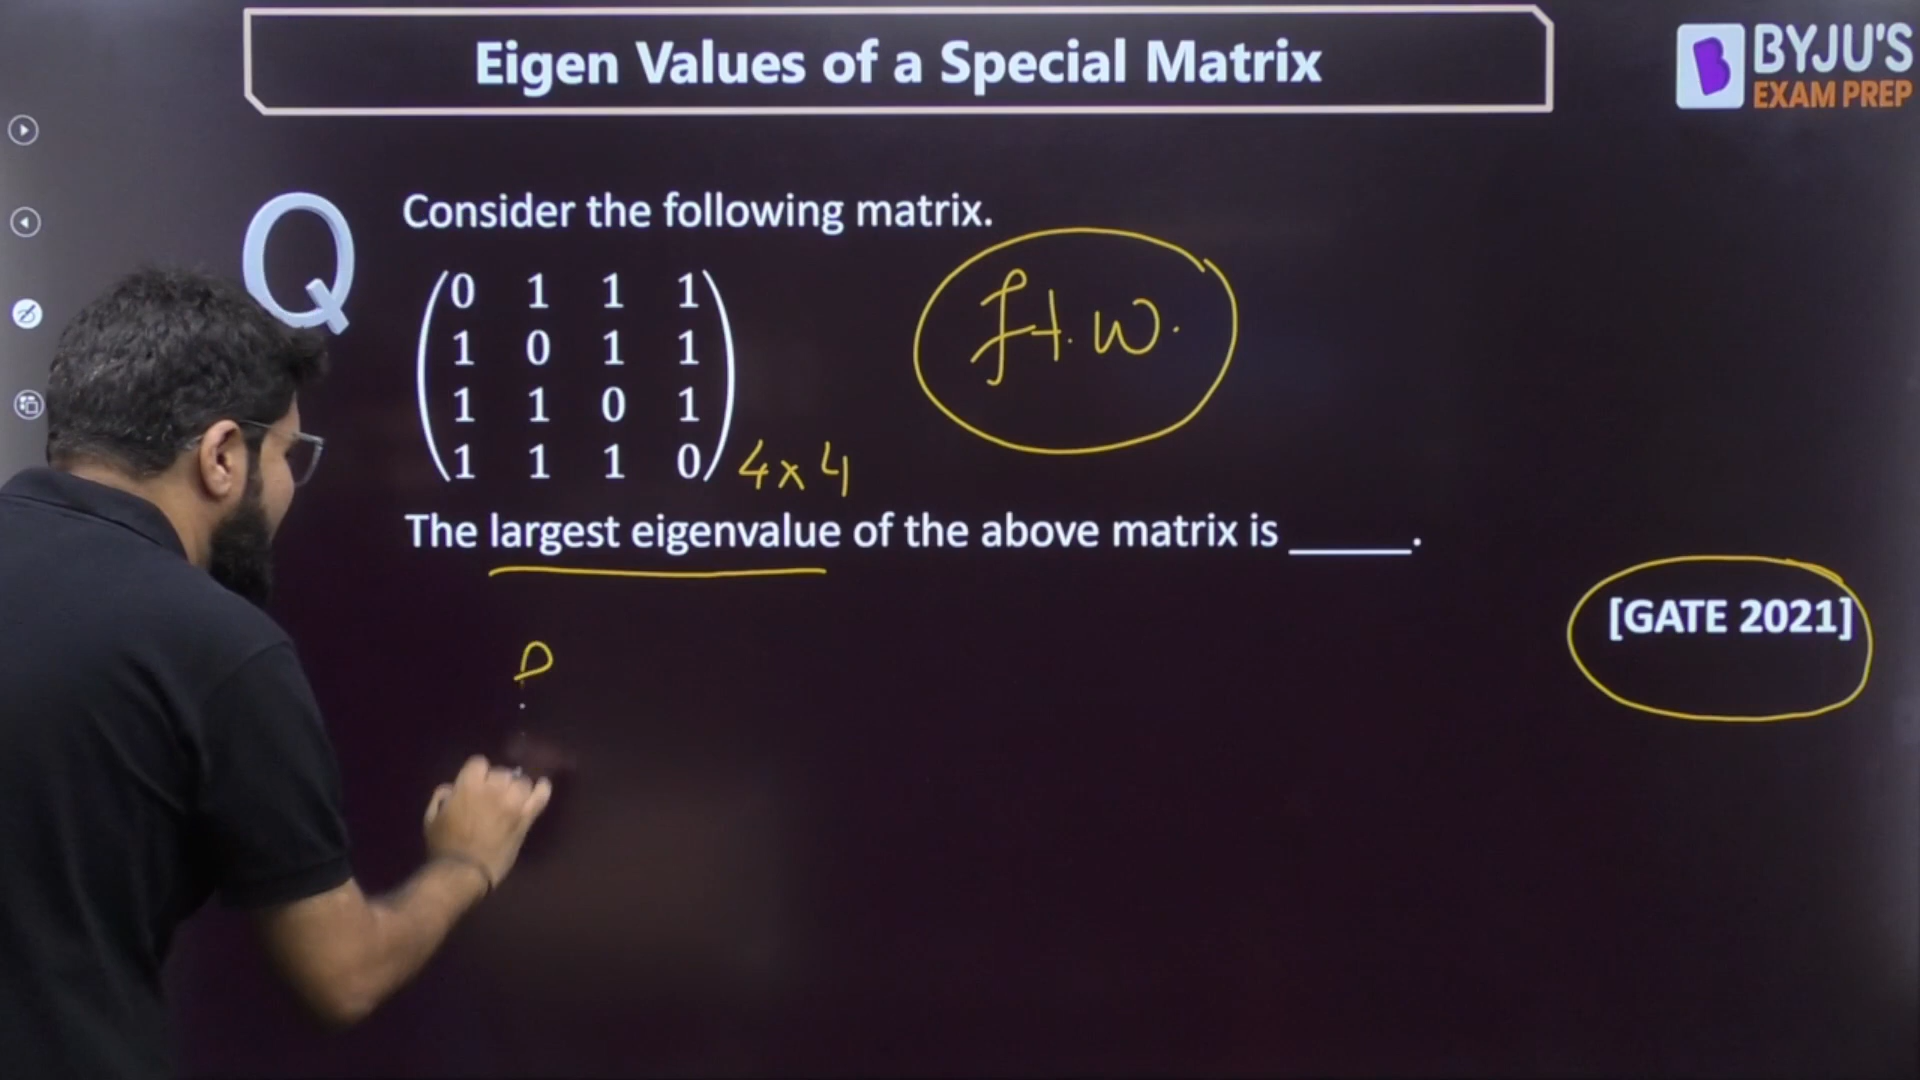 Eigen Values of a Special Matrix
BYJU'S
EXAM PREP
Q
Consider the following matrix.
0 1 1 1
1 0 1 1
1 1 0 1
1 1 1 0
4 x 4
H.W.
The largest eigenvalue of the above matrix is ______.
[GATE 2021]